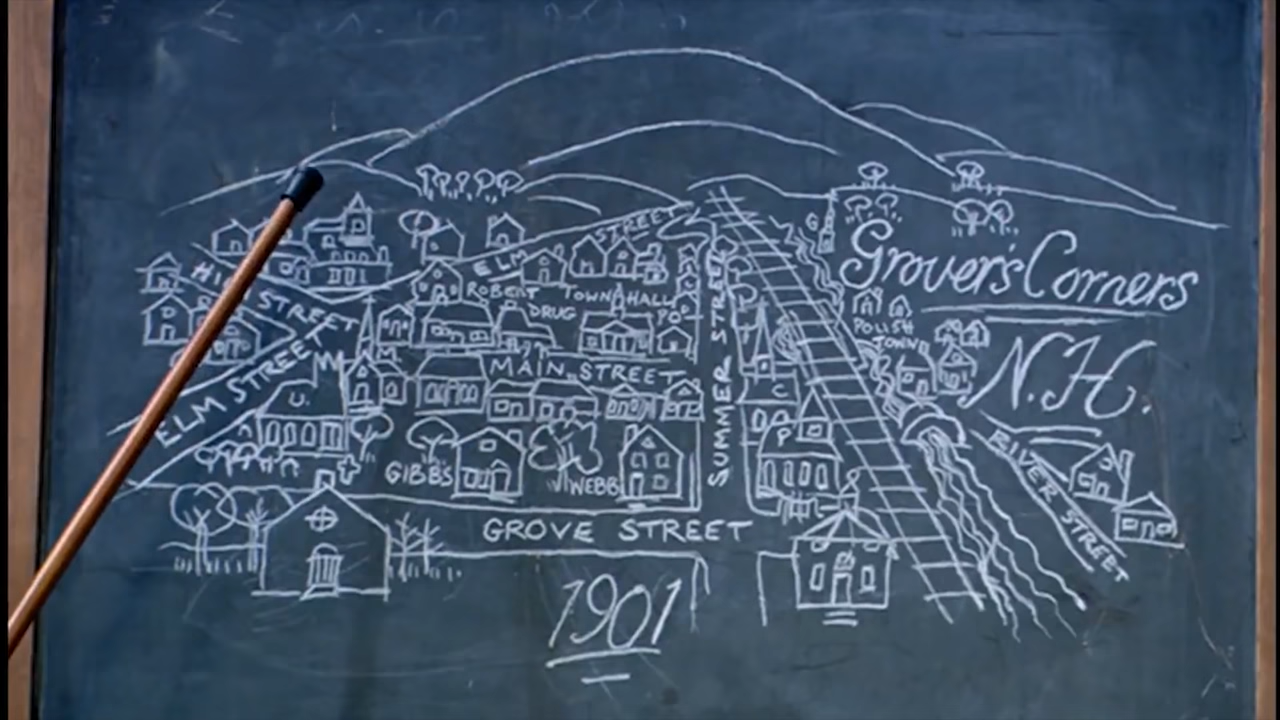 STREET
G
Grover's Corners
HIGH STREET
ELM
ROBERT
DRUG
TOWN HALL
PO
POLISH
TOWN
ELM STREET
M
MAIN STREET
SUMMER STREET
N.H.
U.
C
P
GIBBS
WEBB
RIVER STREET
GROVE STREET
1901